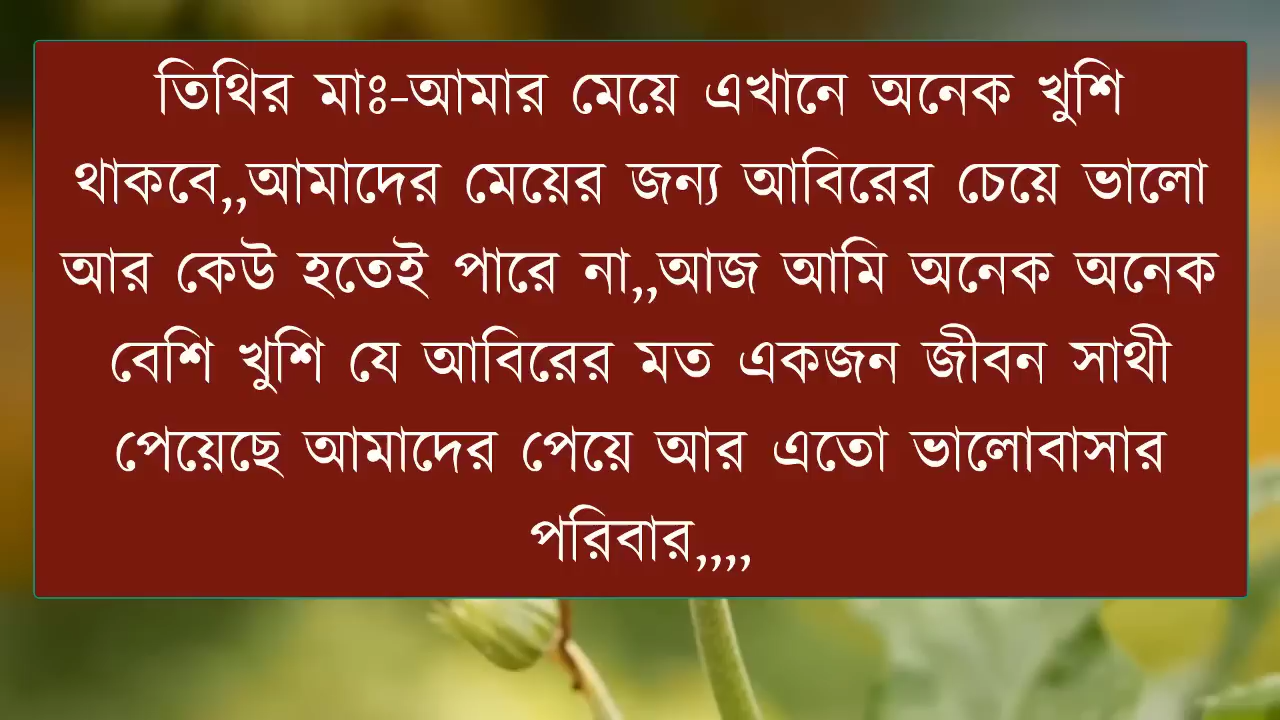 তিথির মাঃ-আমার মেয়ে এখানে অনেক খুশি
থাকবে,,আমাদের মেয়ের জন্য আবিরের চেয়ে ভালো
আর কেউ হতেই পারে না,,আজ আমি অনেক অনেক
বেশি খুশি যে আবিরের মত একজন জীবন সাথী
পেয়েছে আমাদের পেয়ে আর এতো ভালোবাসার
পরিবার,,,,